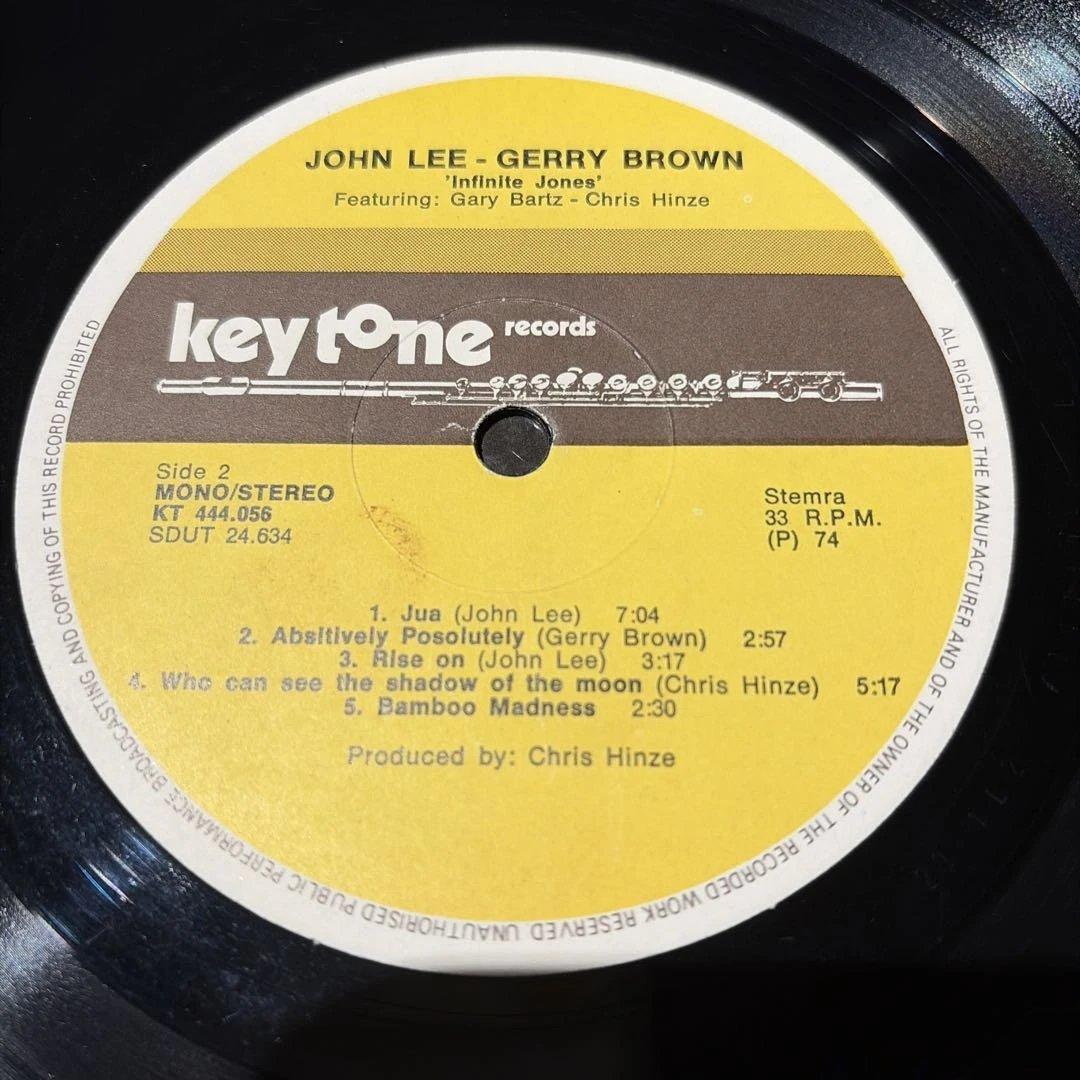 JOHN LEE - GERRY BROWN
'Infinite Jones'
Featuring: Gary Bartz - Chris Hinze
keytone records
Side 2
MONO/STEREO
KT 444.056
SDUT 24.634
Stemra
33 R.P.M.
(P) 74
1. Jua (John Lee) 7:04
2. Absitively Posolutely (Gerry Brown) 2:57
3. Rise on (John Lee) 3:17
4. Who can see the shadow of the moon (Chris Hinze) 5:17
5. Bamboo Madness 2:30
Produced by: Chris Hinze
ALL RIGHTS OF THE MANUFACTURER AND OF THE OWNER OF THE RECORDED WORK RESERVED UNAUTHORISED PUBLIC PERFORMANCE BROADCASTING AND COPYING OF THIS RECORD PROHIBITED